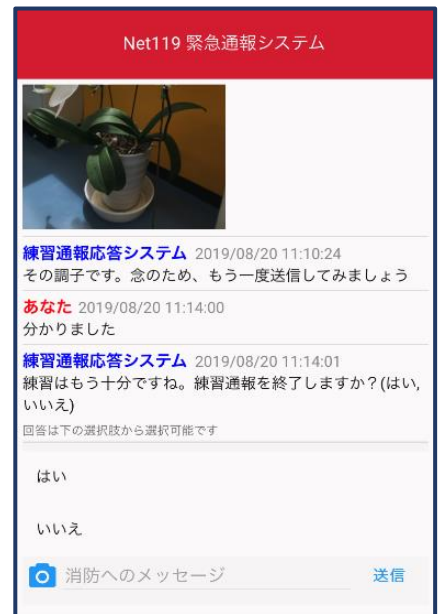 Net119 緊急通報システム
練習通報応答システム 2019/08/20 11:10:24
その調子です。念のため、もう一度送信してみましょう
あなた 2019/08/20 11:14:00
分かりました
練習通報応答システム 2019/08/20 11:14:01
練習はもう十分ですね。練習通報を終了しますか？(はい,
いいえ)
回答は下の選択肢から選択可能です
はい
いいえ
消防へのメッセージ 送信